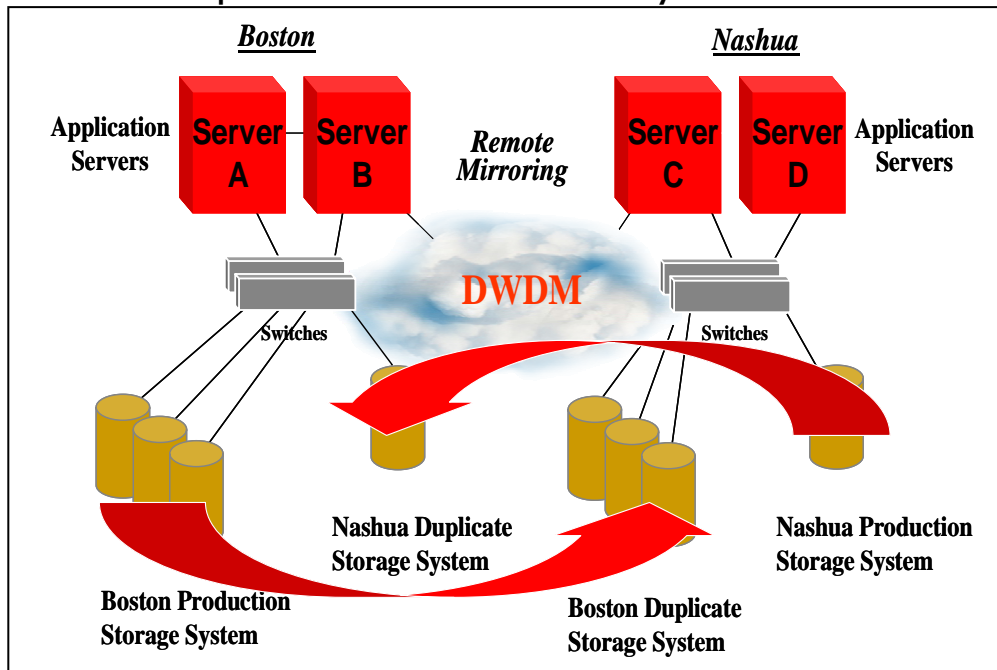 Boston
Nashua
Application
Servers
Server
A
Server
B
Remote
Mirroring
Server
C
Server
D
Application
Servers
DWDM
Switches
Switches
Nashua Duplicate
Storage System
Nashua Production
Storage System
Boston Production
Storage System
Boston Duplicate
Storage System